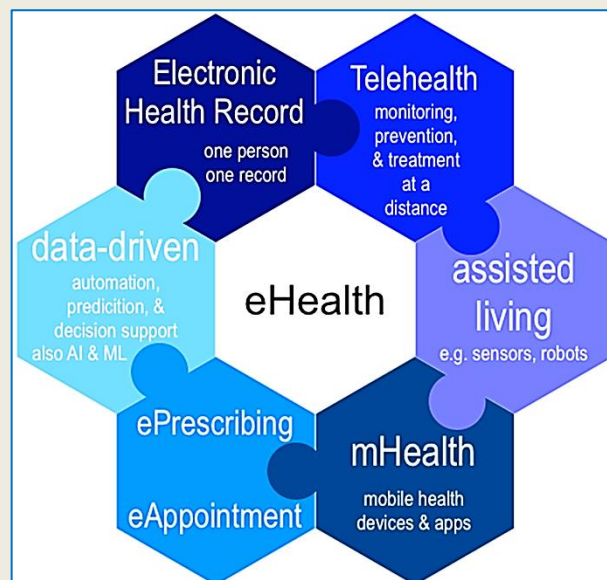 Electronic
Health Record
one person
one record
Telehealth
monitoring,
prevention,
& treatment
at a
distance
data-driven
automation,
predicition, &
decision support
also AI & ML
eHealth
assisted
living
e.g. sensors, robots
ePrescribing
eAppointment
mHealth
mobile health
devices & apps